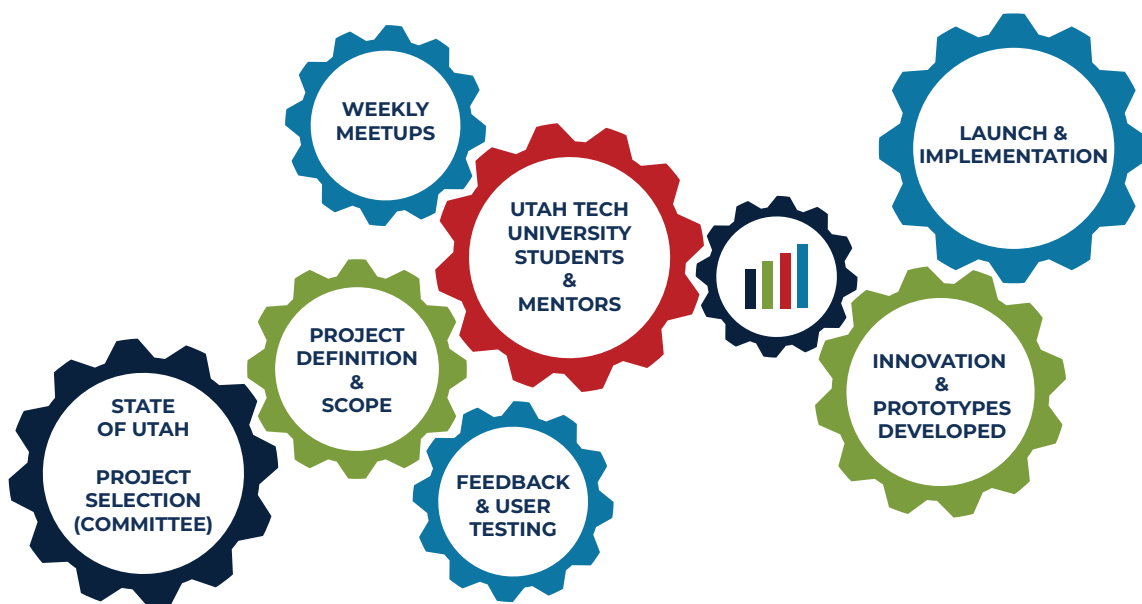 WEEKLY
MEETUPS
LAUNCH &
IMPLEMENTATION
UTAH TECH
UNIVERSITY
STUDENTS
&
MENTORS
PROJECT
DEFINITION
&
SCOPE
INNOVATION
&
PROTOTYPES
DEVELOPED
STATE
OF UTAH
PROJECT
SELECTION
(COMMITTEE)
FEEDBACK
& USER
TESTING